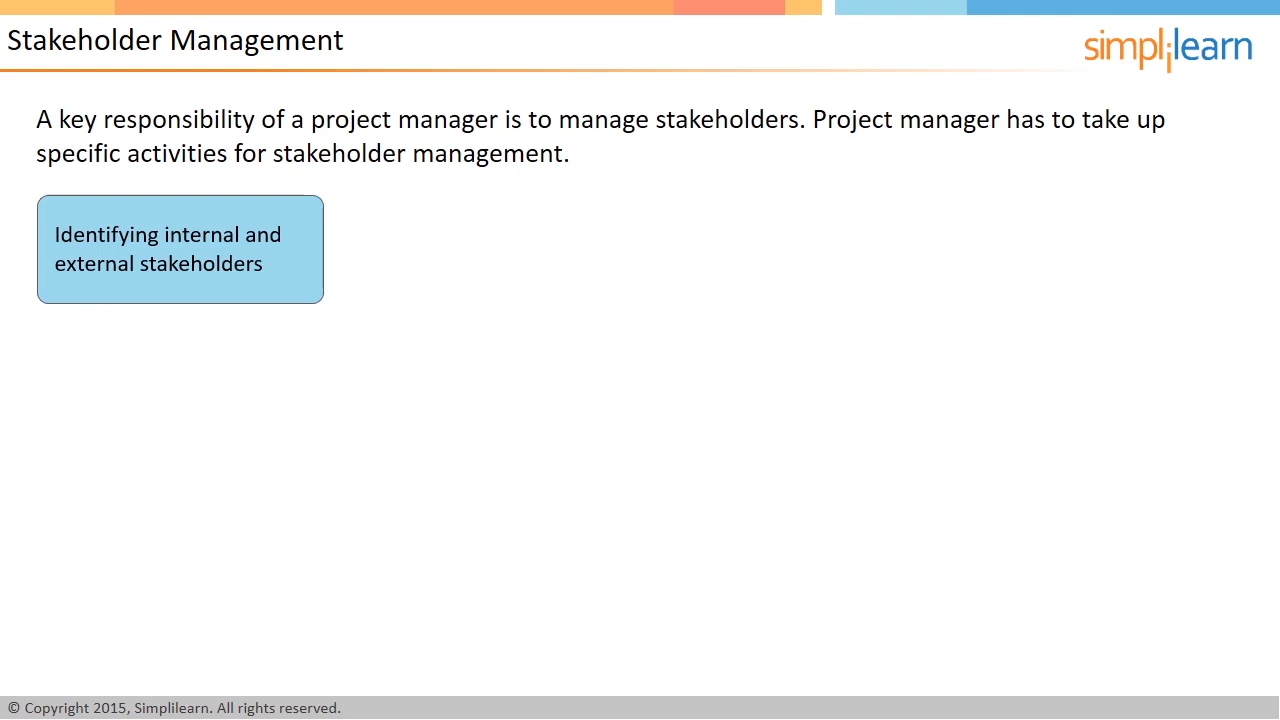 Stakeholder Management
simplilearn
A key responsibility of a project manager is to manage stakeholders. Project manager has to take up
specific activities for stakeholder management.
Identifying internal and
external stakeholders
© Copyright 2015, Simplilearn. All rights reserved.